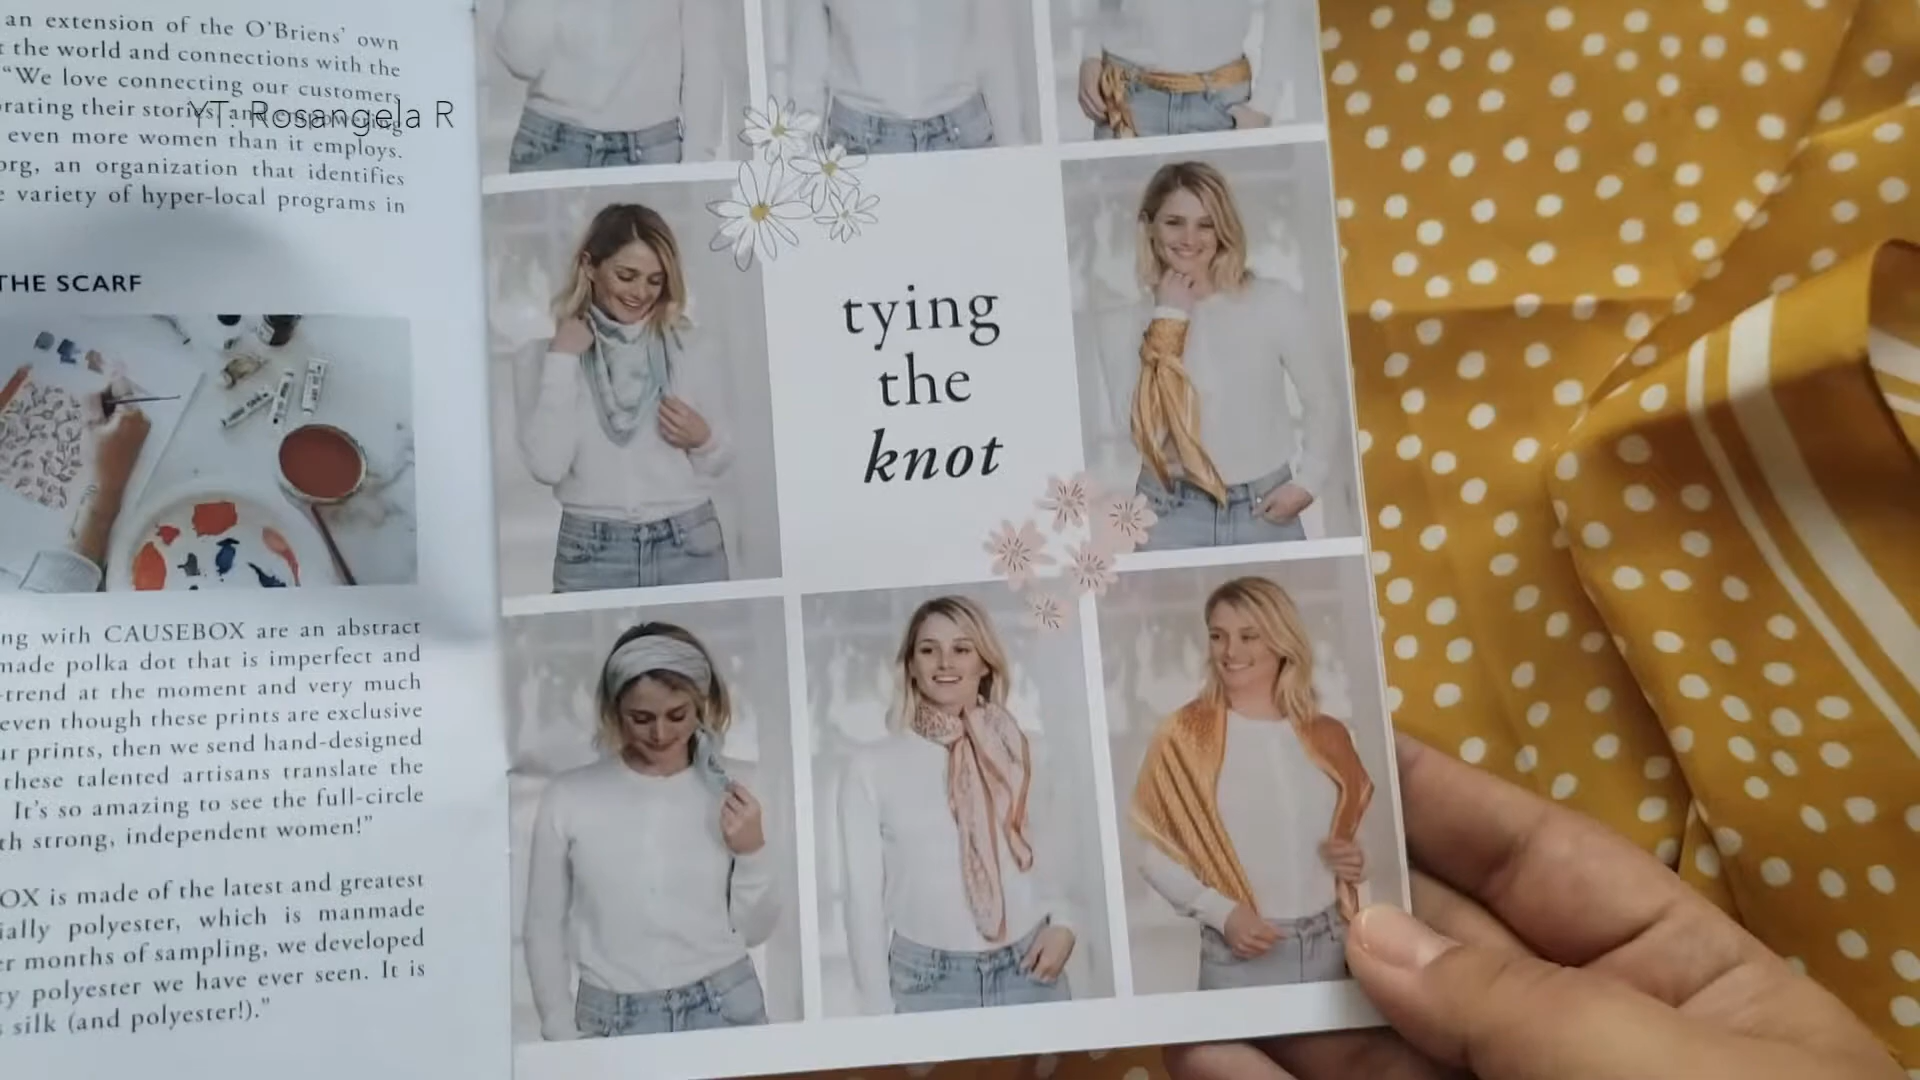 an extension of the O'Briens' own
the world and connections with the
"We love connecting our customers
their stories, and empowering
YT: Rosangela R
even more women than it employs.
an organization that identifies
variety of hyper-local programs in
THE SCARF
with CAUSEBOX are an abstract
made polka dot that is imperfect and
-trend at the moment and very much
even though these prints are exclusive
prints, then we send hand-designed
these talented artisans translate the
It's so amazing to see the full-circle
strong, independent women!"
is made of the latest and greatest
polyester, which is manmade
months of sampling, we developed
polyester we have ever seen. It is
silk (and polyester!)."
tying
the
knot